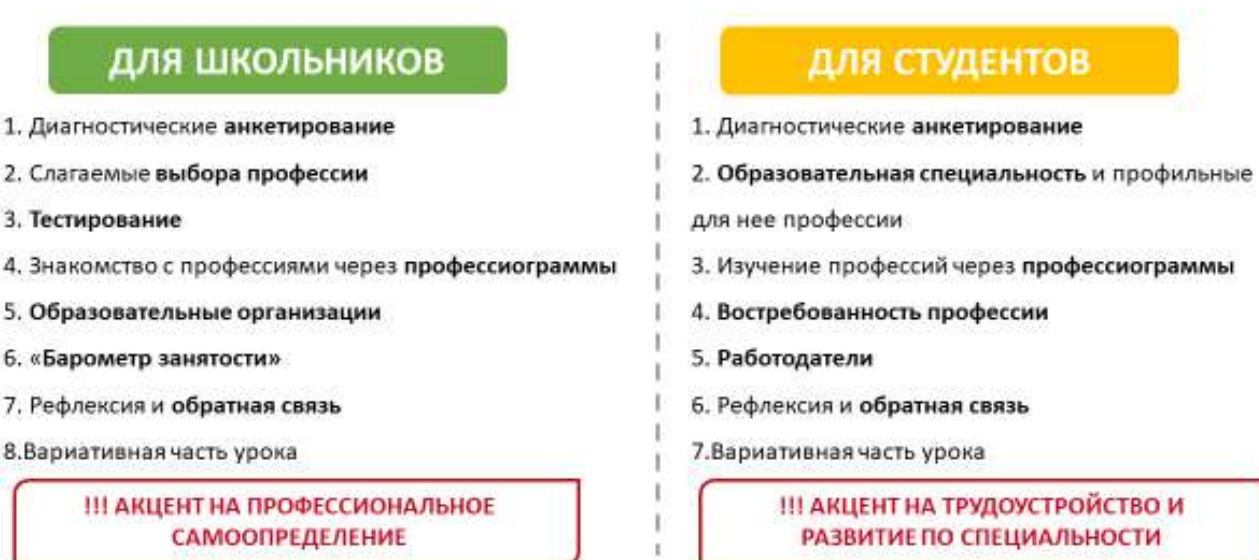 ДЛЯ ШКОЛЬНИКОВ
1. Диагностические анкетирование
2. Слагаемые выбора профессии
3. Тестирование
4. Знакомство с профессиями через профессиограммы
5. Образовательные организации
6. «Барометр занятости»
7. Рефлексия и обратная связь
8.Вариативная часть урока
!!! АКЦЕНТ НА ПРОФЕССИОНАЛЬНОЕ
САМООПРЕДЕЛЕНИЕ
ДЛЯ СТУДЕНТОВ
1. Диагностические анкетирование
2. Образовательная специальность и профильные
для нее профессии
3. Изучение профессий через профессиограммы
4. Востребованность профессии
5. Работодатели
6. Рефлексия и обратная связь
7.Вариативная часть урока
!!! АКЦЕНТ НА ТРУДОУСТРОЙСТВО И
РАЗВИТИЕ ПО СПЕЦИАЛЬНОСТИ